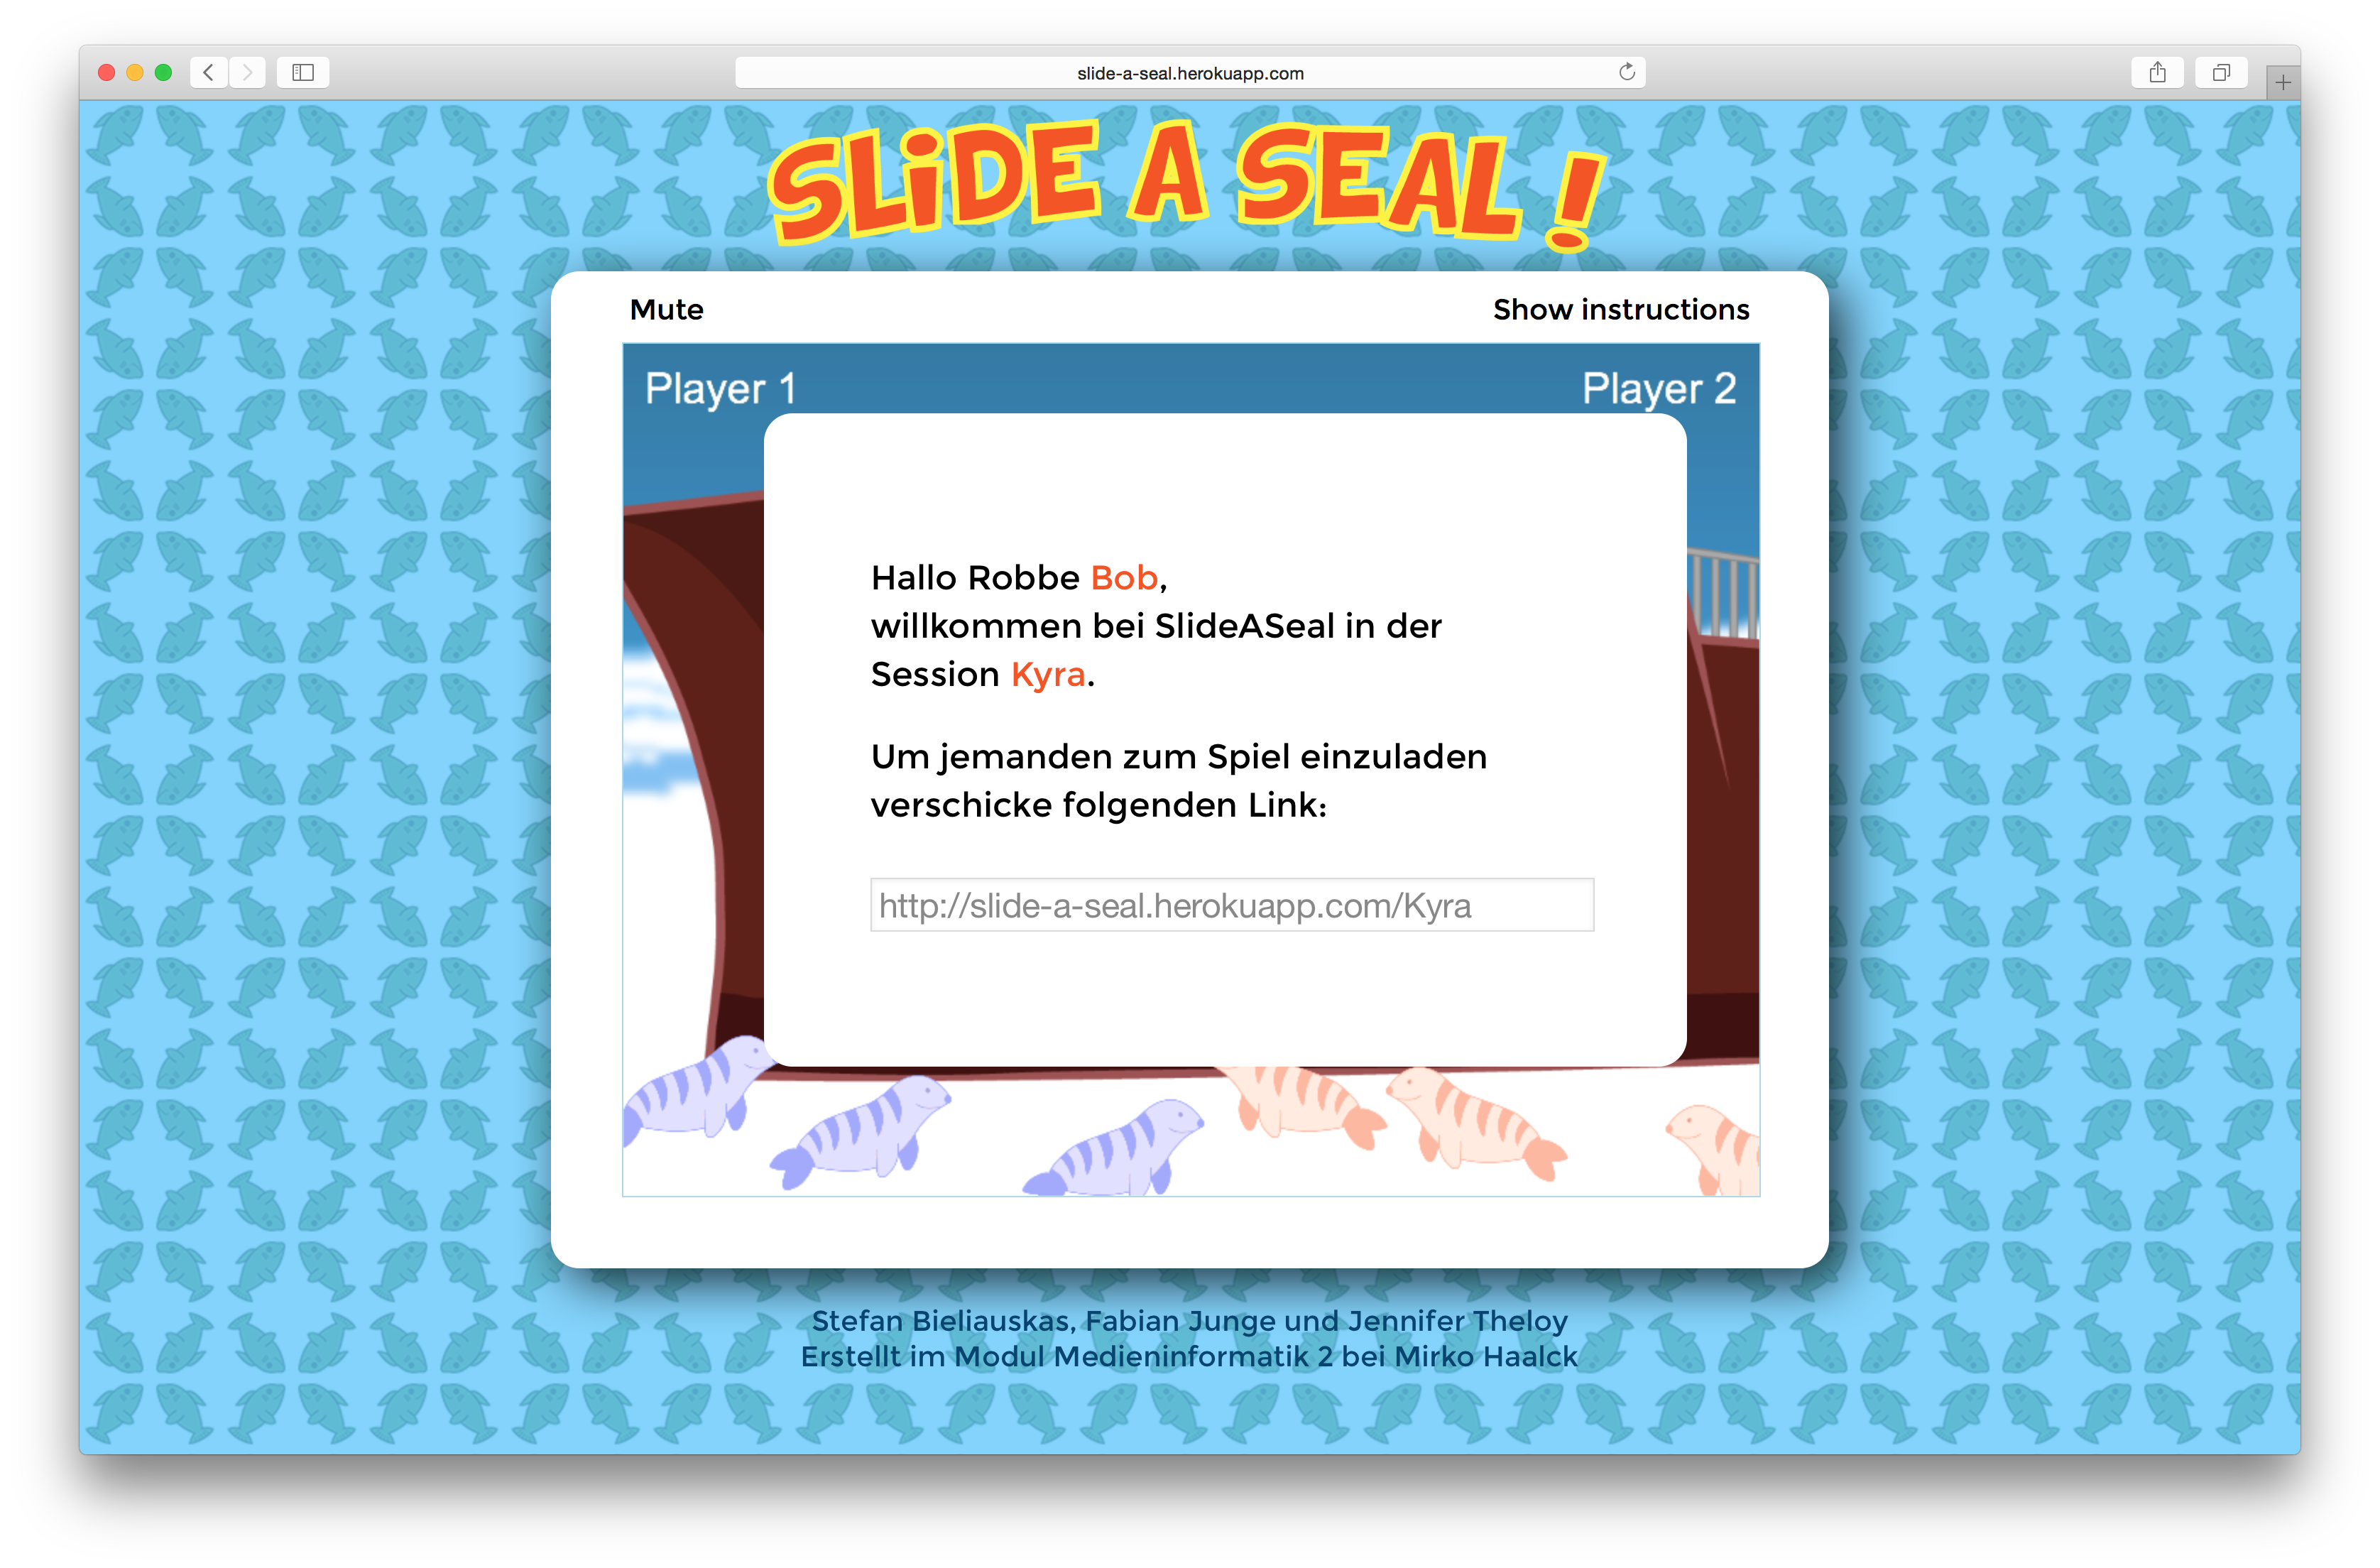 slide-a-seal.herokuapp.com
SLiDE A SEAL!
Mute
Show instructions
Player 1
Player 2
Hallo Robbe Bob,
willkommen bei SlideASeal in der
Session Kyra.
Um jemanden zum Spiel einzuladen
verschicke folgenden Link:
http://slide-a-seal.herokuapp.com/Kyra
Stefan Bieliauskas, Fabian Junge und Jennifer Theloy
Erstellt im Modul Medieninformatik 2 bei Mirko Haalck